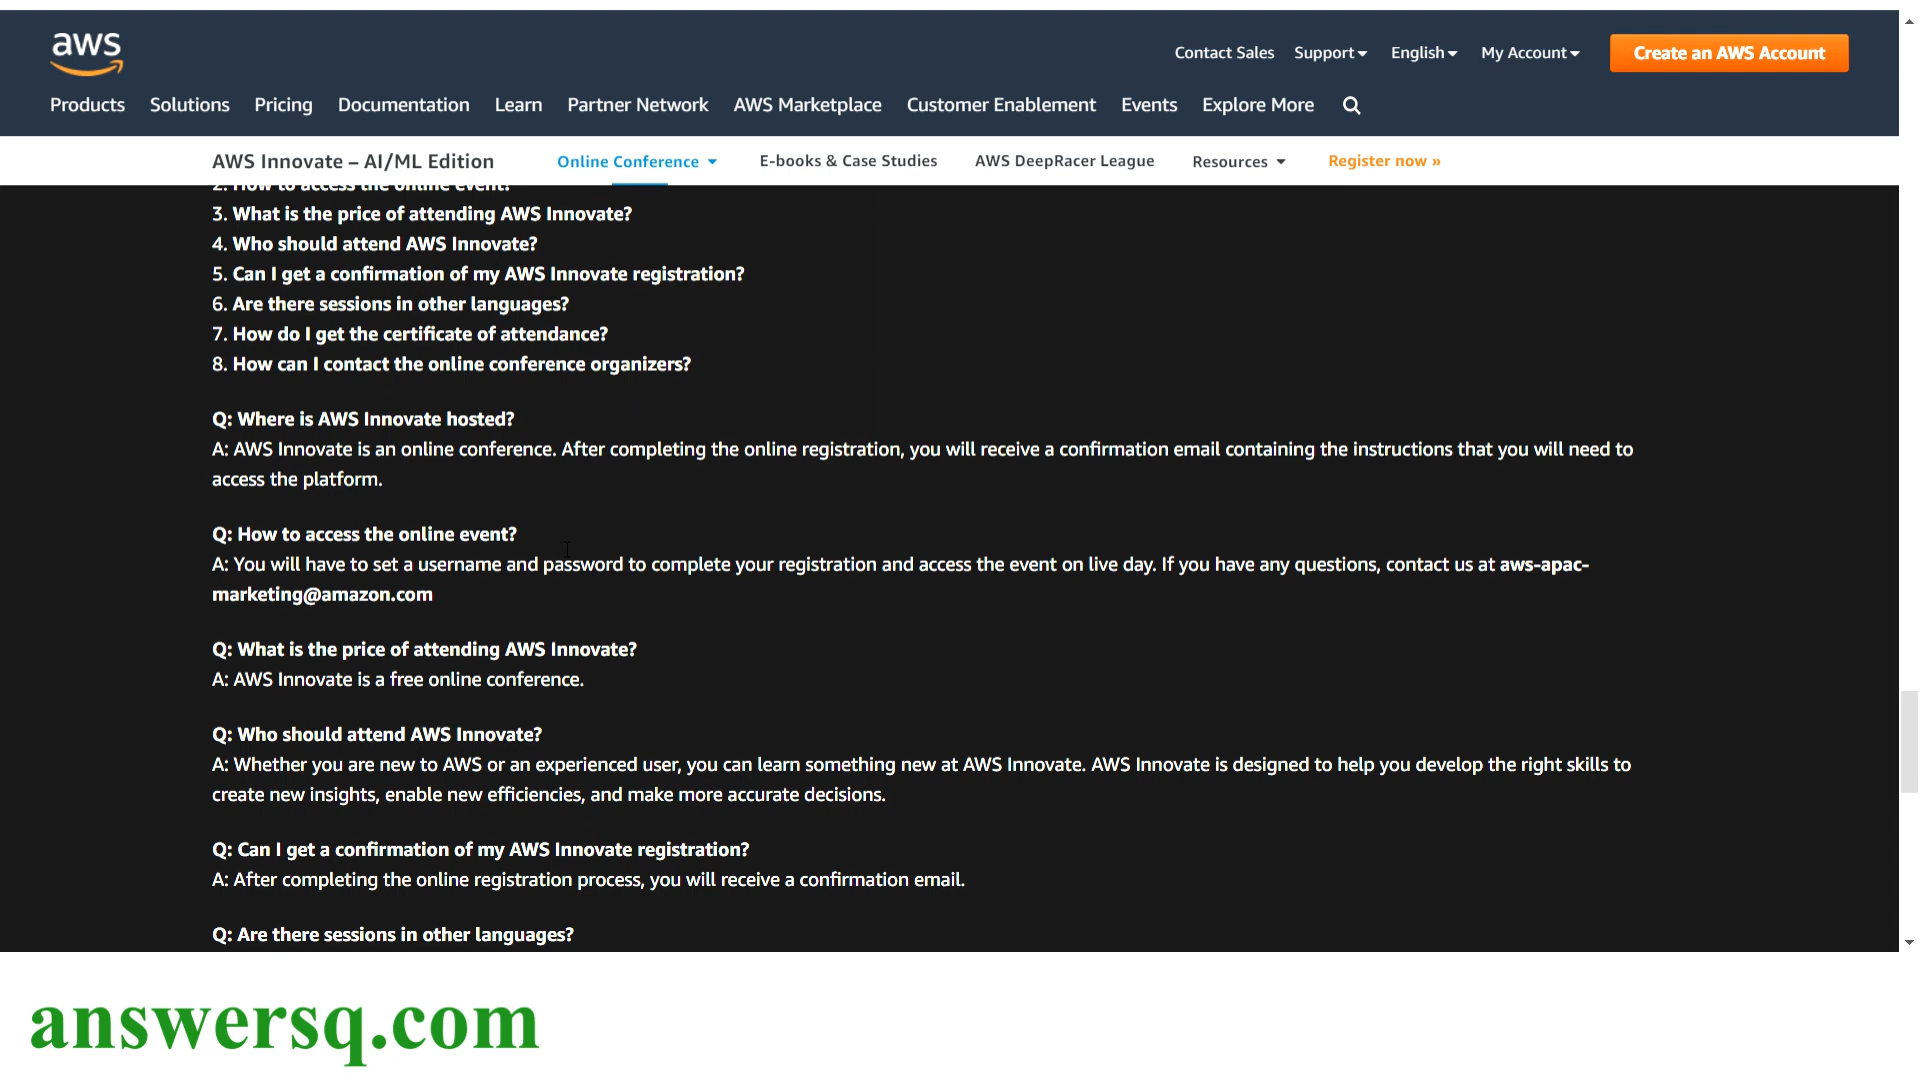 aws
Contact Sales Support English My Account Create an AWS Account
Products Solutions Pricing Documentation Learn Partner Network AWS Marketplace Customer Enablement Events Explore More
AWS Innovate – AI/ML Edition Online Conference E-books & Case Studies AWS DeepRacer League Resources Register now »
2. How to access the online event?
3. What is the price of attending AWS Innovate?
4. Who should attend AWS Innovate?
5. Can I get a confirmation of my AWS Innovate registration?
6. Are there sessions in other languages?
7. How do I get the certificate of attendance?
8. How can I contact the online conference organizers?
Q: Where is AWS Innovate hosted?
A: AWS Innovate is an online conference. After completing the online registration, you will receive a confirmation email containing the instructions that you will need to
access the platform.
Q: How to access the online event?
A: You will have to set a username and password to complete your registration and access the event on live day. If you have any questions, contact us at aws-apac-
marketing@amazon.com
Q: What is the price of attending AWS Innovate?
A: AWS Innovate is a free online conference.
Q: Who should attend AWS Innovate?
A: Whether you are new to AWS or an experienced user, you can learn something new at AWS Innovate. AWS Innovate is designed to help you develop the right skills to
create new insights, enable new efficiencies, and make more accurate decisions.
Q: Can I get a confirmation of my AWS Innovate registration?
A: After completing the online registration process, you will receive a confirmation email.
Q: Are there sessions in other languages?
answersq.com